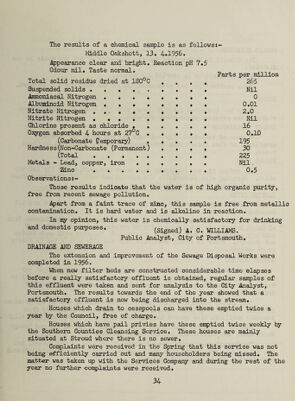 The results of a chemical sample is as follows:-
Middle Oakshott, 13. 4.1956.
Appearance clear and bright. Reaction pH 7.5
Odour nil. Taste normal.
Parts per million
Total solid residue dried at 180°C . . . . . . 265
Suspended solids . . . . . . . . . Nil
Ammoniacal Nitrogen . . . . . . . . 0
Albuminoid Nitrogen . . . . . . . . 0.01
Nitrate Nitrogen . . . . . . . . . 2.0
Nitrite Nitrogen . . . . . . . . . Nil
Chlorine present as chloride . . . . . . . 16
Oxygen absorbed 4 hours at 27°C . . . . . . 0.10
(Carbonate Temporary) . . . . . 195
Hardness(Non-Carbonate (Permanent) . . . . . 30
(Total . . . . . . . 225
Metals - Lead, copper, iron . . . . . . Nil
Zinc . . . . . . . . 0.5
Observations:-
These results indicate that the water is of high organic purity,
free from recent sewage pollution.
Apart from a faint trace of zinc, this sample is free from metallic
contamination. It is hard water and is alkaline in reaction.
In my opinion, this water is chemically satisfactory for drinking
and domestic purposes.
(Signed) A. C. WILLIAMS.
Public Analyst, City of Portsmouth.
DRAINAGE AND SEWERAGE
The extension and improvement of the Sewage Disposal Works were
completed in 1956.
When new filter beds are constructed considerable time elapses
before a really satisfactory effluent is obtained, regular samples of
this effluent were taken and sent for analysis to the City Analyst,
Portsmouth. The results towards the end of the year showed that a
satisfactory effluent is now being discharged into the stream.
Houses which drain to cesspools can have these emptied twice a
year by the Council, free of charge.
Houses which have pail privies have these emptied twice weekly by
the Southern Counties Cleansing Service. These houses are mainly
situated at Stroud where there is no sewer.
Complaints were received in the Spring that this service was not
being efficiently carried out and many householders being missed. The
matter was taken up with the Services Company and during the rest of the
year no further complaints were received.
34